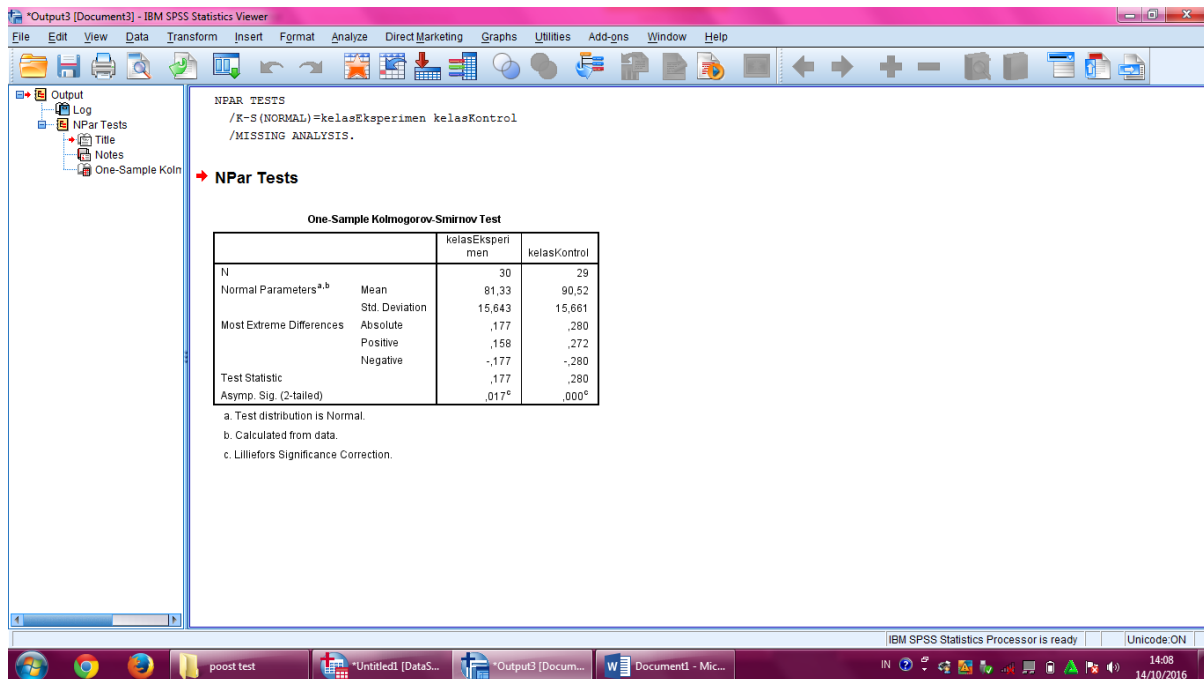 *Output3 [Document3] - IBM SPSS Statistics Viewer
File Edit View Data Transform Insert Format Analyze Direct Marketing Graphs Utilities Add-ons Window Help
Output
Log
NPar Tests
Title
Notes
One-Sample Kolm
NPAR TESTS
/K-S(NORMAL)=kelasEksperimen kelasKontrol
/MISSING ANALYSIS.
NPar Tests
One-Sample Kolmogorov-Smirnov Test
kelasEksperi
men kelasKontrol
N 30 29
Normal Parametersa,b Mean 81,33 90,52
Std. Deviation 15,643 15,661
Most Extreme Differences Absolute ,177 ,280
Positive ,158 ,272
Negative -,177 -,280
Test Statistic ,177 ,280
Asymp. Sig. (2-tailed) ,017c ,000c
a. Test distribution is Normal.
b. Calculated from data.
c. Lilliefors Significance Correction.
IBM SPSS Statistics Processor is ready Unicode:ON
poost test *Untitled1 [DataS... *Output3 [Docum... Document1 - Mic... IN 14:08
14/10/2016